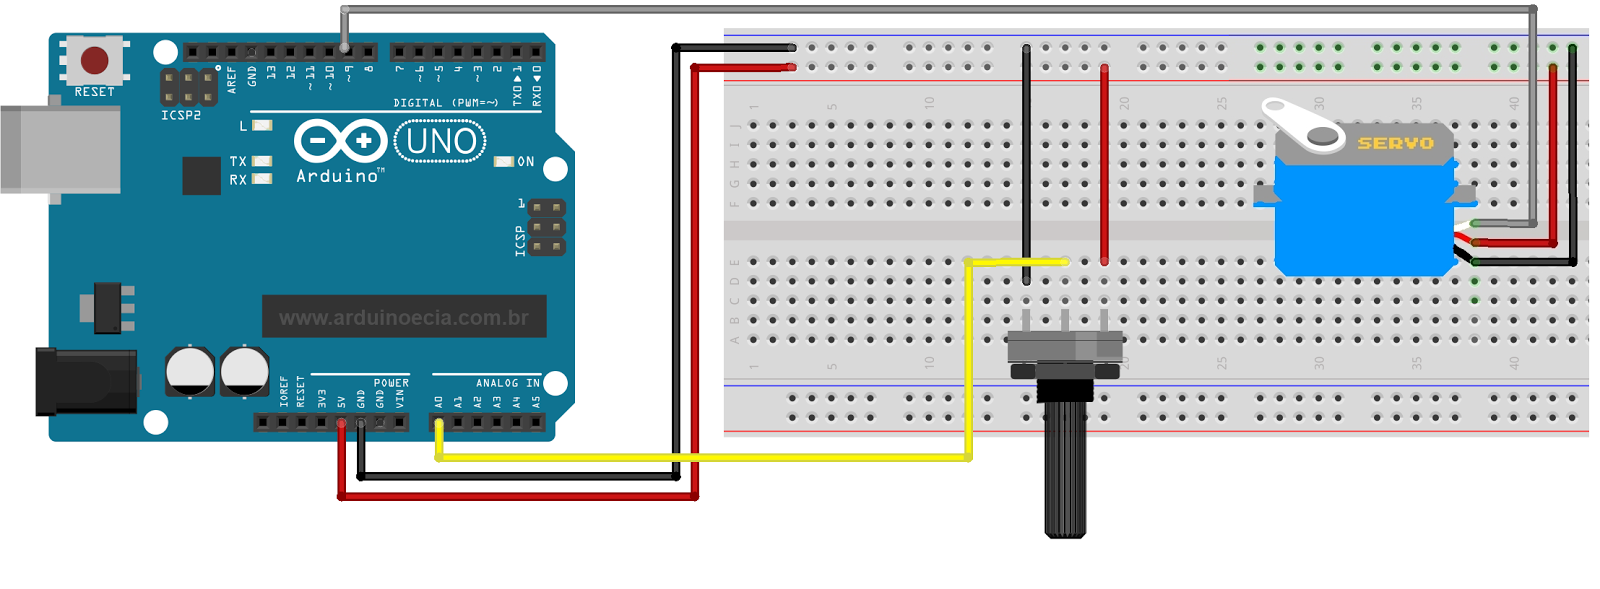 RESET
ICSP2
AREF
GND
13
12
~11
~10
~9
8
7
~6
~5
4
~3
2
TX0 1
RX0 0
DIGITAL (PWM=~)
L
TX
RX
UNO
Arduino™
ON
1
ICSP
www.arduinoecia.com.br
POWER
ANALOG IN
IOREF
RESET
3V3
5V
GND
GND
VIN
A0
A1
A2
A3
A4
A5
1 5 10 20 25 30 35 40
J
I
H
G
F
SERVO
E
D
C
B
A
1 5 10 20 25 30 35 40